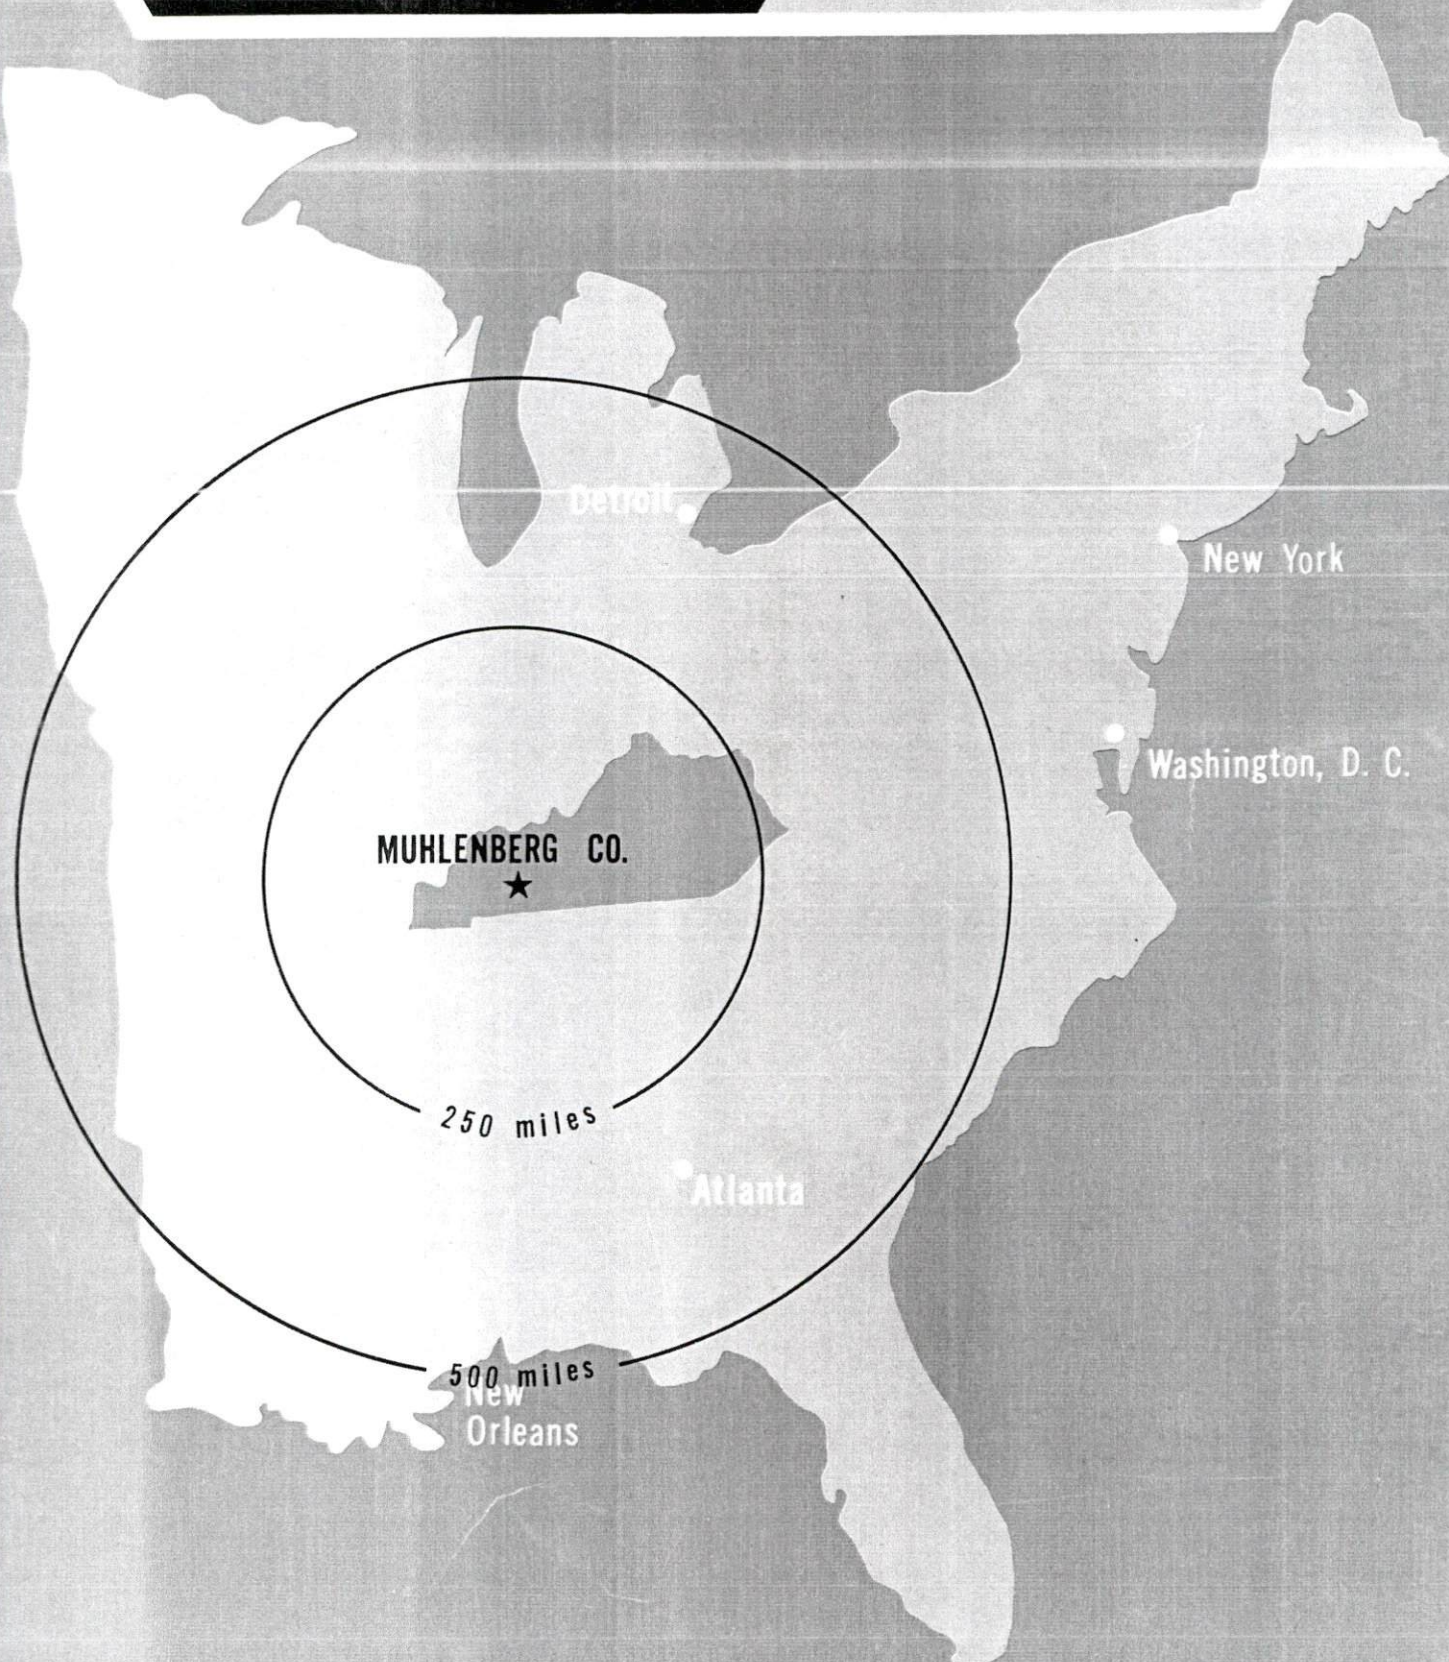 Detroit
New York
Washington, D. C.
MUHLENBERG CO.
250 miles
Atlanta
500 miles
New
Orleans